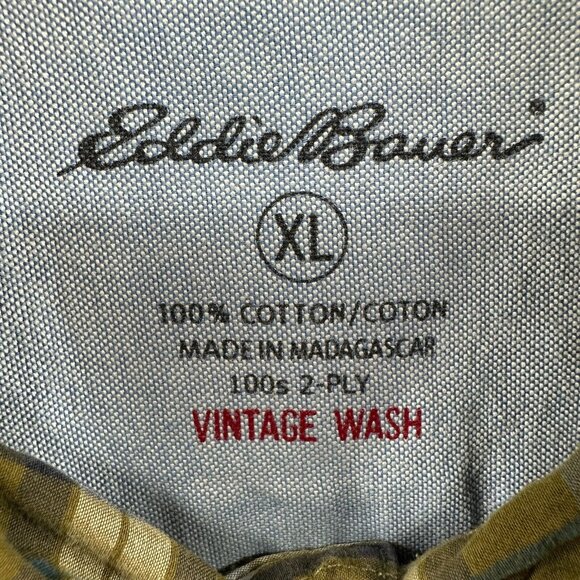 Eddie Bauer
XL
100% COTTON/COTON
MADE IN MADAGASCAR
100s 2-PLY
VINTAGE WASH